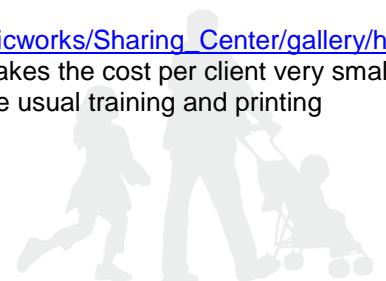 icworks/Sharing_Center/gallery/h
akes the cost per client very smal
e usual training and printing